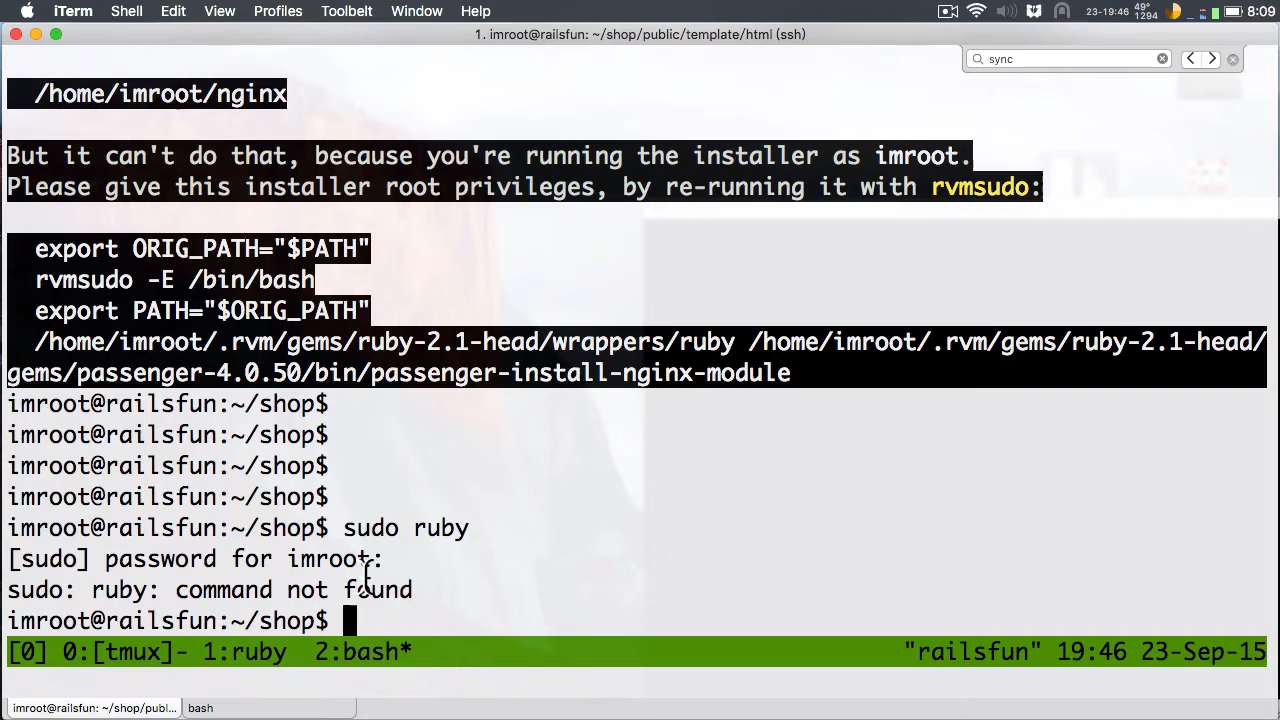 iTerm Shell Edit View Profiles Toolbelt Window Help 23-19:46 49° 1294 8:09
1. imroot@railsfun: ~/shop/public/template/html (ssh)
sync
/home/imroot/nginx
But it can't do that, because you're running the installer as imroot.
Please give this installer root privileges, by re-running it with rvmsudo:
export ORIG_PATH="$PATH"
rvmsudo -E /bin/bash
export PATH="$ORIG_PATH"
/home/imroot/.rvm/gems/ruby-2.1-head/wrappers/ruby /home/imroot/.rvm/gems/ruby-2.1-head/
gems/passenger-4.0.50/bin/passenger-install-nginx-module
imroot@railsfun:~/shop$
imroot@railsfun:~/shop$
imroot@railsfun:~/shop$
imroot@railsfun:~/shop$
imroot@railsfun:~/shop$ sudo ruby
[sudo] password for imroot:
sudo: ruby: command not found
imroot@railsfun:~/shop$
[0] 0:[tmux]- 1:ruby 2:bash* "railsfun" 19:46 23-Sep-15
imroot@railsfun: ~/shop/publ... bash